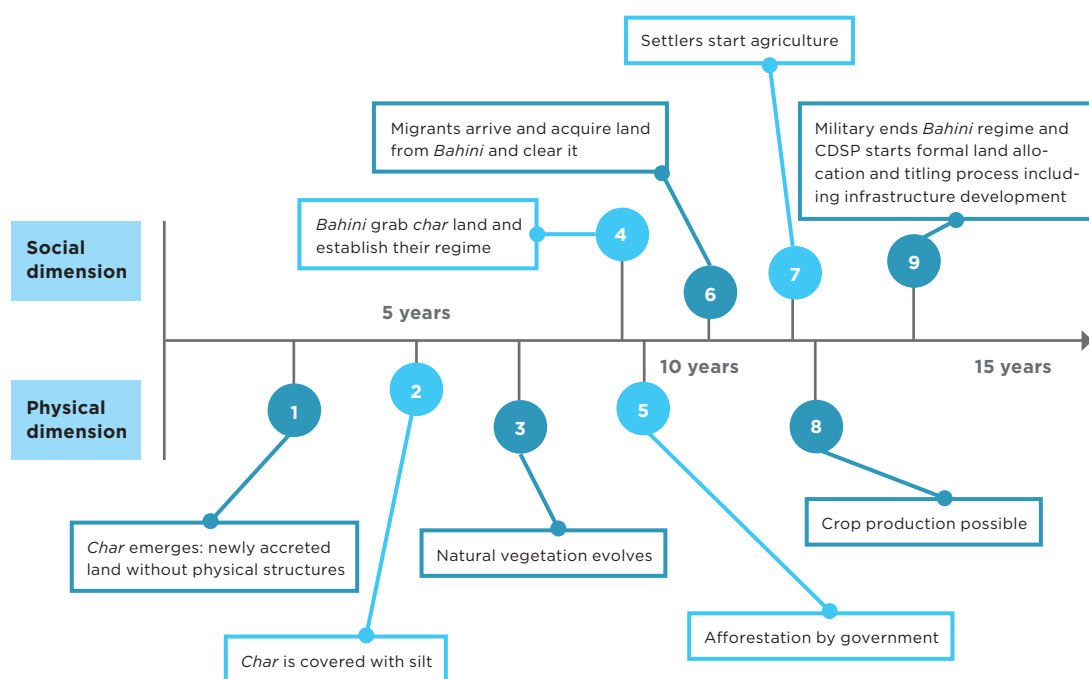 Settlers start agriculture
Migrants arrive and acquire land
from Bahini and clear it
Military ends Bahini regime and
CDSP starts formal land allo-
cation and titling process includ-
ing infrastructure development
Bahini grab char land and
establish their regime
Social
dimension
4
6
7
9
5 years
10 years
15 years
Physical
dimension
1
2
3
5
8
Char emerges: newly accreted
land without physical structures
Natural vegetation evolves
Crop production possible
Char is covered with silt
Afforestation by government